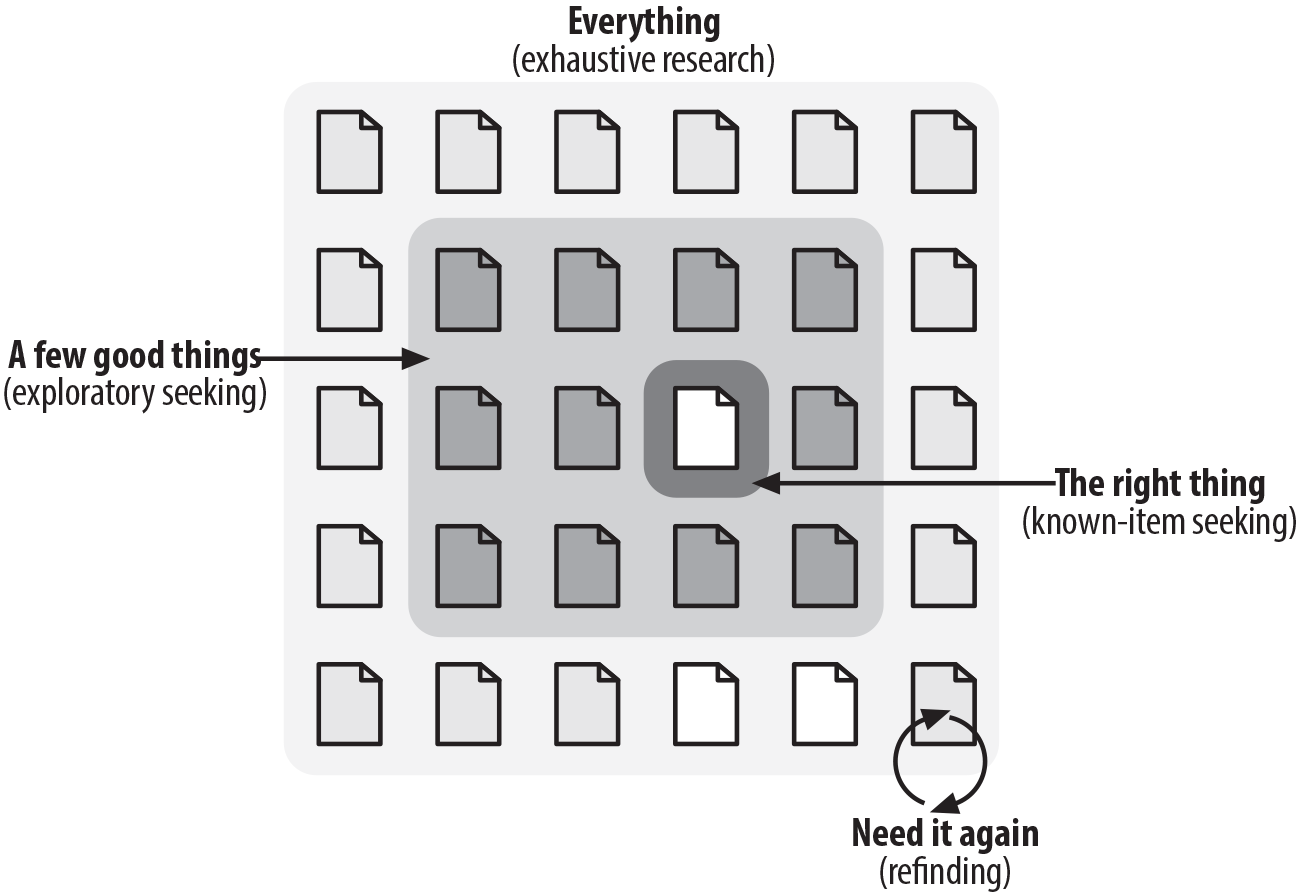 Everything
(exhaustive research)
A few good things
(exploratory seeking)
The right thing
(known-item seeking)
Need it again
(refinding)